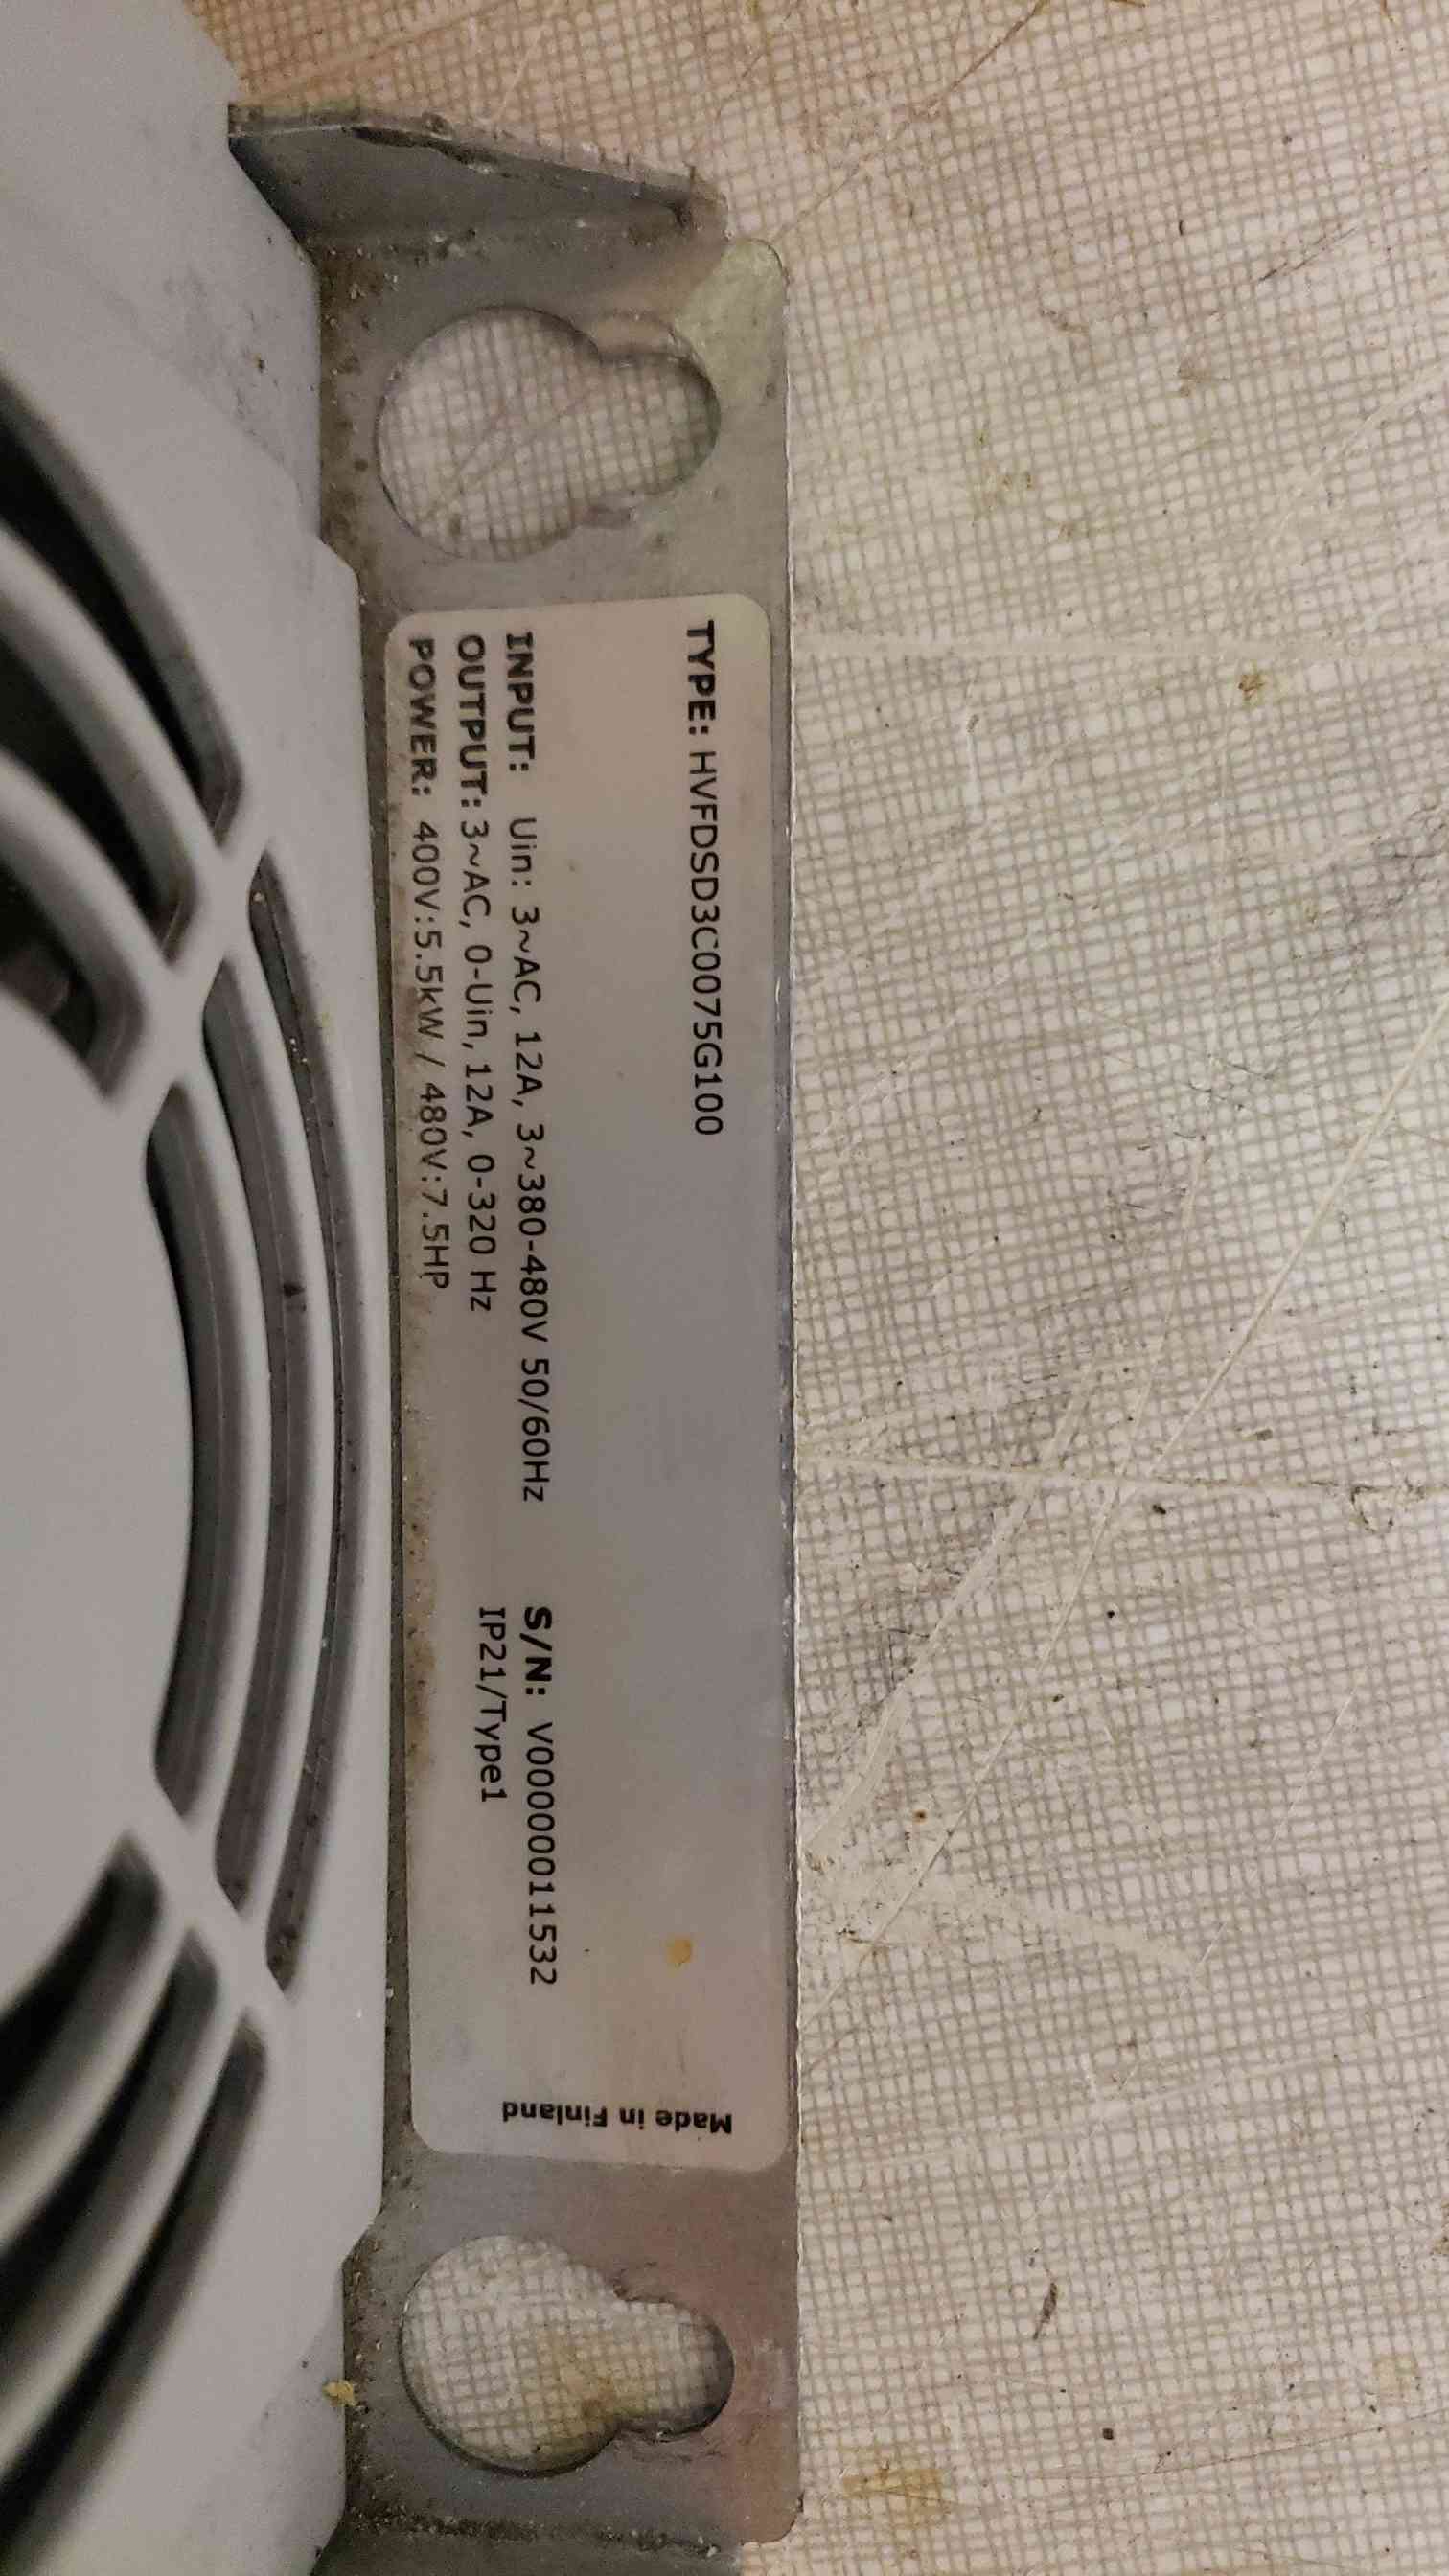 TYPE: HVFDSD3C0075G100
INPUT: Uin: 3~AC, 12A, 3~380-480V 50/60Hz
OUTPUT: 3~AC, 0-Uin, 12A, 0-320 Hz
POWER: 400V:5.5kW / 480V:7.5HP
S/N: V00000011532
IP21/Type1
Made in Finland